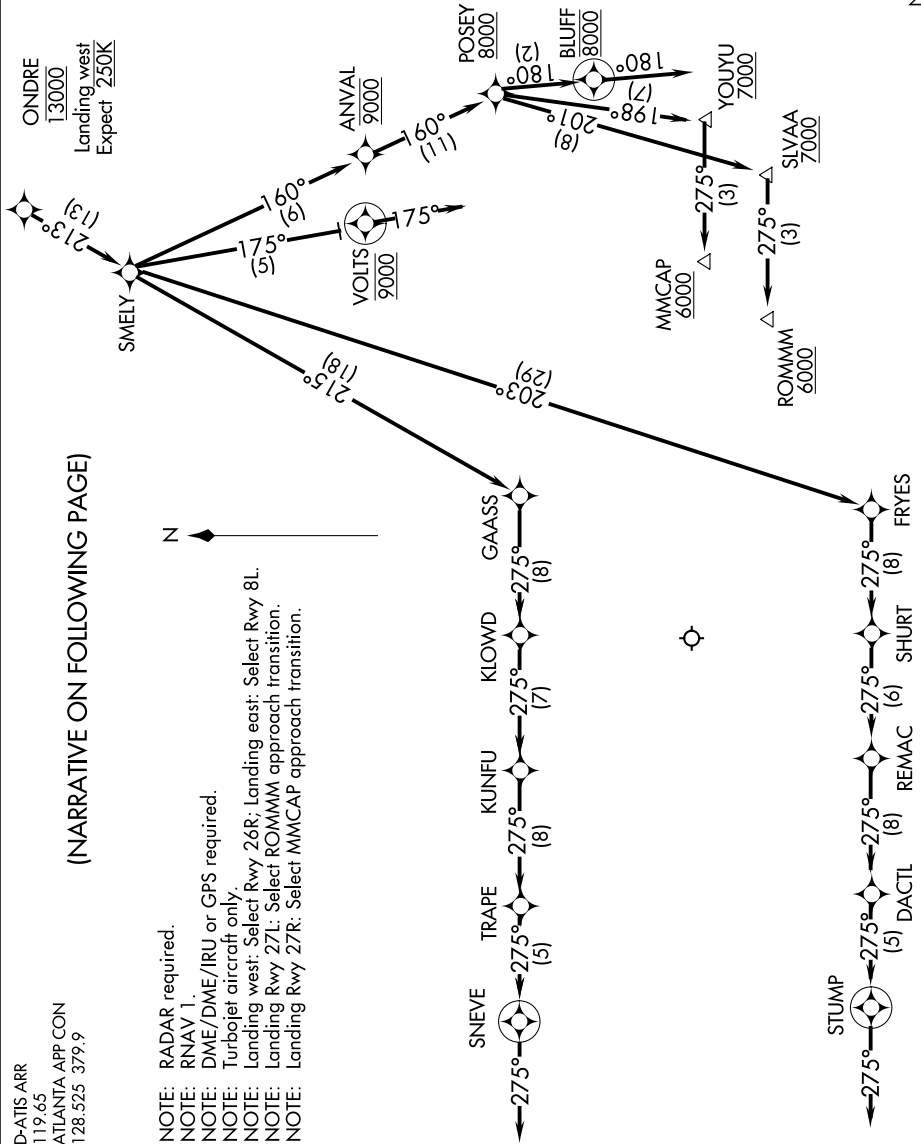 D-ATIS ARR
119.65
ATLANTA APP CON
128.525 379.9
(NARRATIVE ON FOLLOWING PAGE)
NOTE: RADAR required.
NOTE: RNAV 1.
NOTE: DME/DME/IRU or GPS required.
NOTE: Turbojet aircraft only.
NOTE: Landing west: Select Rwy 26R; Landing east: Select Rwy 8L.
NOTE: Landing Rwy 27L: Select ROMMM approach transition.
NOTE: Landing Rwy 27R: Select MMCAP approach transition.
N
ONDRE
13000
Landing west
Expect 250K
213°
(13)
SMELY
160°
(9)
ANVAL
9000
160°
(11)
POSEY
8000
175°
(5)
VOLTS
9000
175°
180°
(2)
BLUFF
8000
180°
(7)
198°
201°
(8)
YOUYU
7000
275°
(3)
MMCAP
6000
SLVAA
7000
275°
(3)
ROMMM
6000
215°
(18)
203°
(29)
GAASS
275°
(8)
KLOWD
275°
(7)
KUNFU
275°
(8)
TRAPE
275°
(5)
SNEVE
275°
FRYES
275°
(8)
SHURT
275°
(6)
REMAC
275°
(8)
DACTL
275°
(5)
STUMP
275°